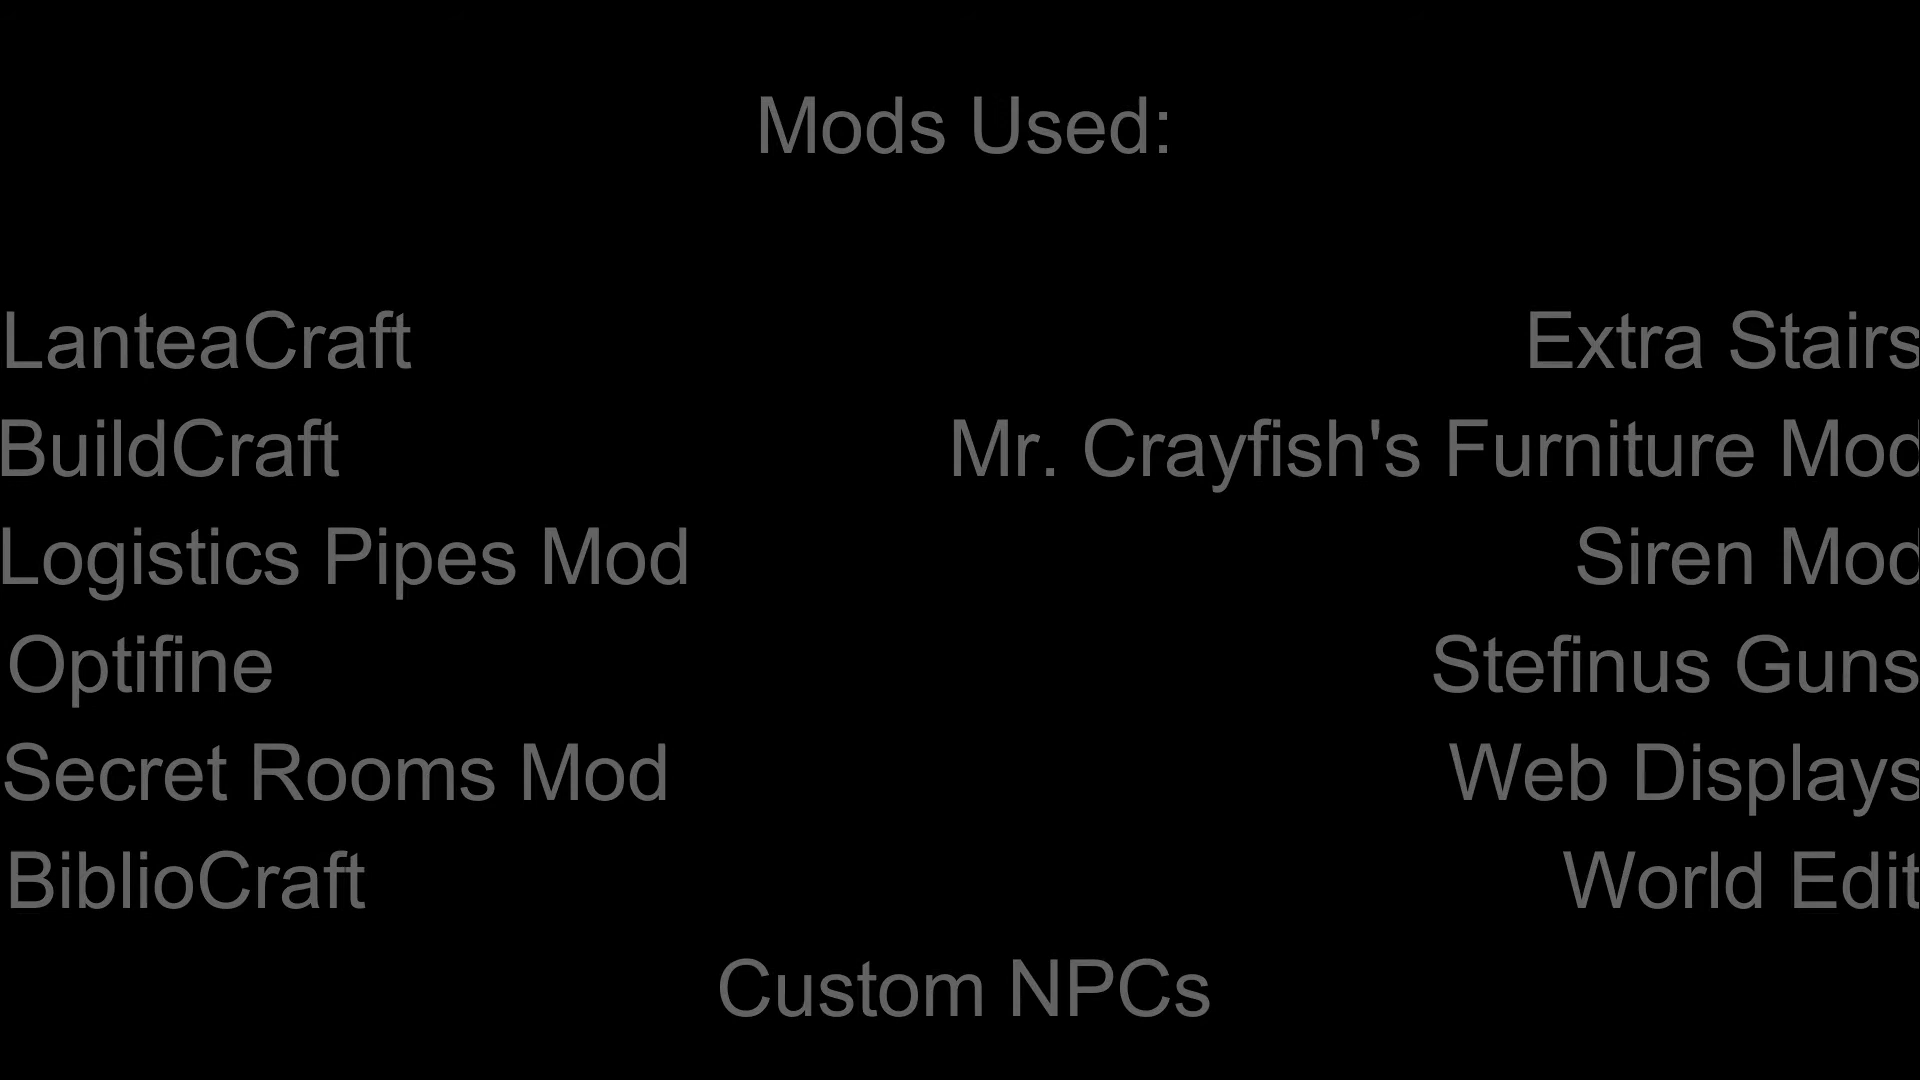 Mods Used:
LanteaCraft Extra Stairs
BuildCraft Mr. Crayfish's Furniture Mod
Logistics Pipes Mod Siren Mod
Optifine Stefinus Guns
Secret Rooms Mod Web Displays
BiblioCraft World Edit
Custom NPCs